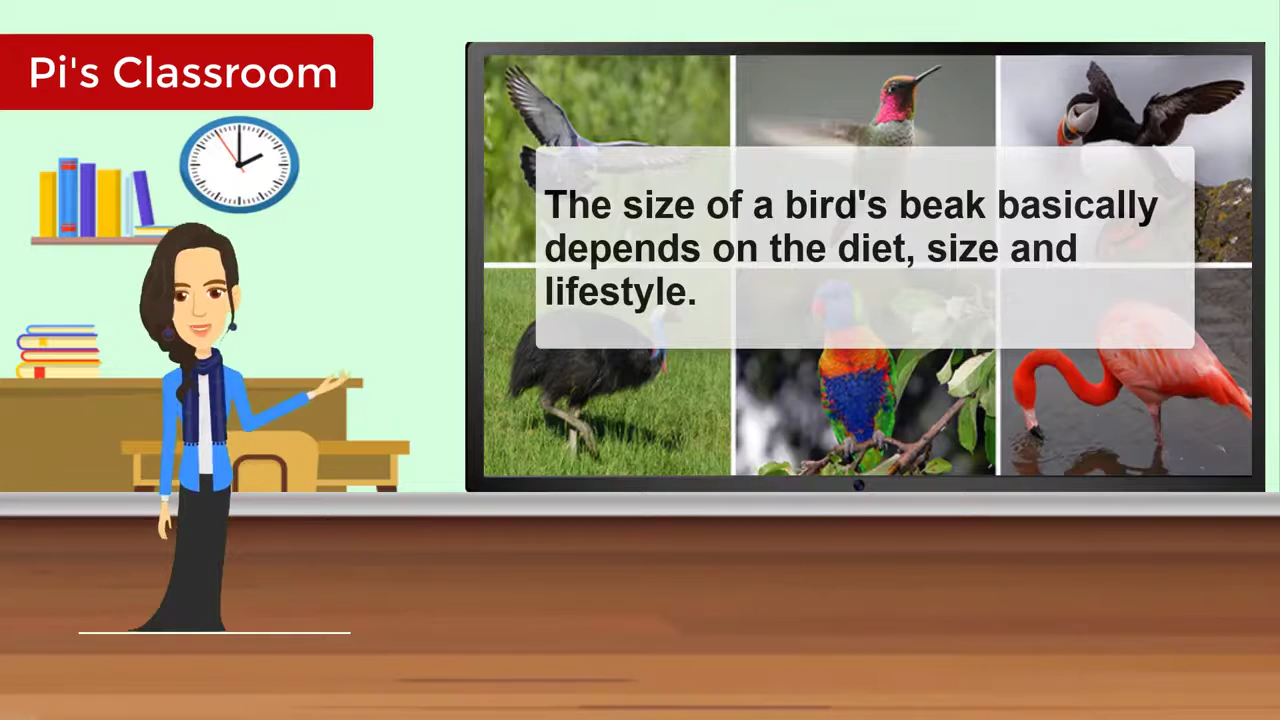 Pi's Classroom
The size of a bird's beak basically
depends on the diet, size and
lifestyle.